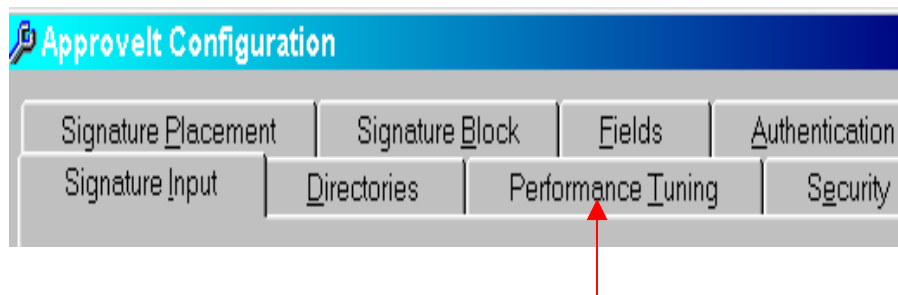 ApproveIt Configuration
Signature Placement Signature Block Fields Authentication
Signature Input Directories Performance Tuning Security